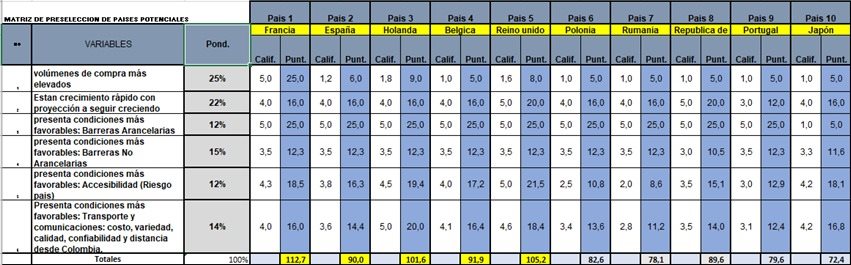 MATRIZ DE PRESELECCION DE PAISES POTENCIALES Pais 1 Pais 2 Pais 3 Pais 4 Pais 5 Pais 6 Pais 7 Pais 8 Pais 9 Pais 10
VARIABLES Pond. Francia España Holanda Belgica Reino unido Polonia Rumania Republica de Portugal Japón
Calif. Punt. Calif. Punt. Calif. Punt. Calif. Punt. Calif. Punt. Calif. Punt. Calif. Punt. Calif. Punt. Calif. Punt. Calif. Punt.
volúmenes de compra más
elevados 25% 5,0 25,0 1,2 6,0 1,8 9,0 1,0 5,0 1,6 8,0 1,0 5,0 1,0 5,0 1,0 5,0 1,0 5,0 1,0 5,0
Estan crecimiento rápido con
proyección a seguir creciendo 22% 4,0 16,0 4,0 16,0 4,0 16,0 4,0 16,0 5,0 20,0 4,0 16,0 4,0 16,0 5,0 20,0 3,0 12,0 4,0 16,0
presenta condiciones más
favorables: Barreras Arancelarias 12% 5,0 25,0 5,0 25,0 5,0 25,0 5,0 25,0 5,0 25,0 5,0 25,0 5,0 25,0 5,0 25,0 5,0 25,0 1,0 5,0
presenta condiciones más
favorables: Barreras No
Arancelarias 15% 3,5 12,3 3,5 12,3 3,5 12,3 3,5 12,3 3,5 12,3 3,5 12,3 3,5 12,3 3,0 10,5 3,5 12,3 3,3 11,6
presenta condiciones más
favorables: Accesibilidad (Riesgo
pais) 12% 4,3 18,5 3,8 16,3 4,5 19,4 4,0 17,2 5,0 21,5 2,5 10,8 2,0 8,6 3,5 15,1 3,0 12,9 4,2 18,1
Presenta condiciones más
favorables: Transporte y
comunicaciones: costo, variedad,
calidad, confiabilidad y distancia
desde Colombia. 14% 4,0 16,0 3,6 14,4 5,0 20,0 4,1 16,4 4,6 18,4 3,4 13,6 2,8 11,2 3,5 14,0 3,1 12,4 4,2 16,8
Totales 100% 112,7 90,0 101,6 91,9 105,2 82,6 78,1 89,6 79,6 72,4